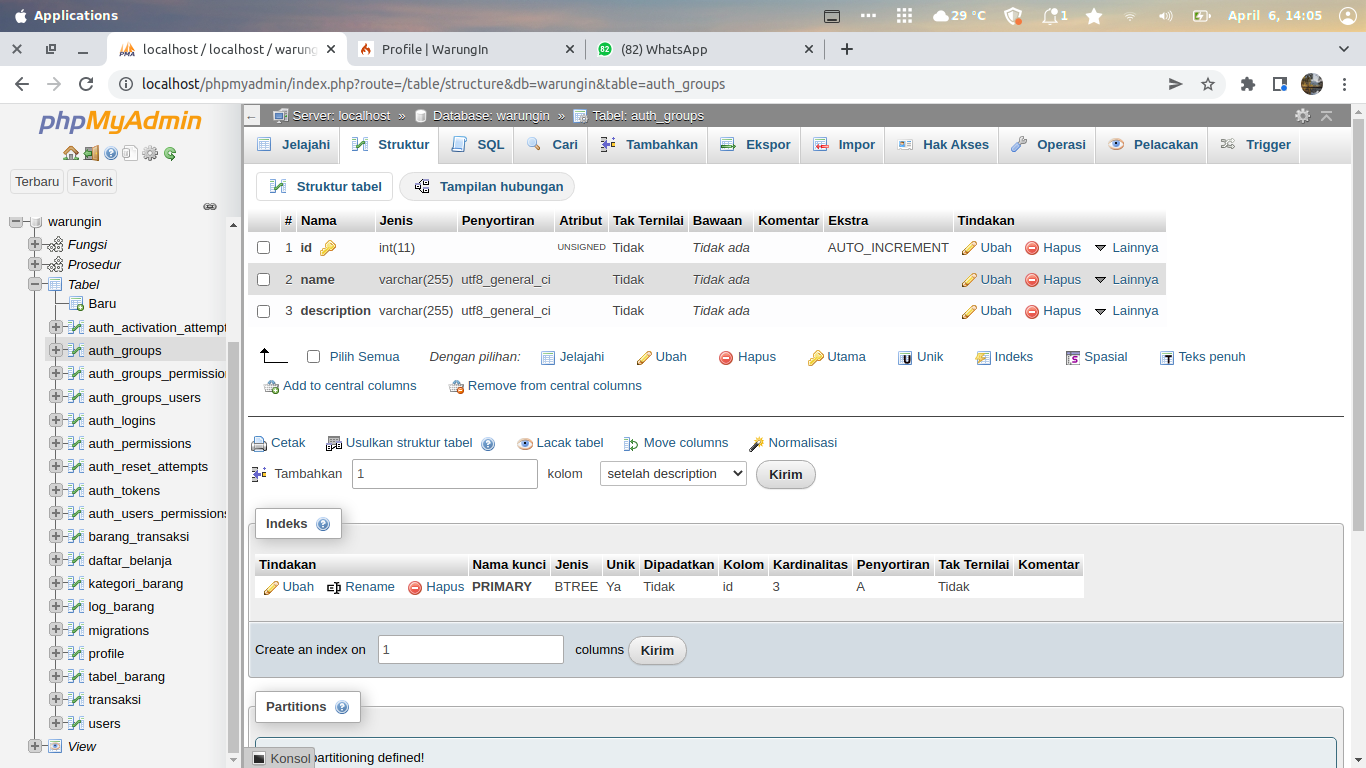 Applications
29 °C
1
April 6, 14:05
localhost / localhost / warung
Profile | WarungIn
82
(82) WhatsApp
localhost/phpmyadmin/index.php?route=/table/structure&db=warungin&table=auth_groups
phpMyAdmin
Terbaru
Favorit
warungin
Fungsi
Prosedur
Tabel
Baru
auth_activation_attempt
auth_groups
auth_groups_permission
auth_groups_users
auth_logins
auth_permissions
auth_reset_attempts
auth_tokens
auth_users_permissions
barang_transaksi
daftar_belanja
kategori_barang
log_barang
migrations
profile
tabel_barang
transaksi
users
View
Server: localhost » Database: warungin » Tabel: auth_groups
Jelajahi Struktur SQL Cari Tambahkan Ekspor Impor Hak Akses Operasi Pelacakan Trigger
Struktur tabel Tampilan hubungan
# Nama Jenis Penyortiran Atribut Tak Ternilai Bawaan Komentar Ekstra Tindakan
1 id int(11) UNSIGNED Tidak Tidak ada AUTO_INCREMENT Ubah Hapus Lainnya
2 name varchar(255) utf8_general_ci Tidak Tidak ada Ubah Hapus Lainnya
3 description varchar(255) utf8_general_ci Tidak Tidak ada Ubah Hapus Lainnya
Pilih Semua Dengan pilihan: Jelajahi Ubah Hapus Utama Unik Indeks Spasial Teks penuh
Add to central columns Remove from central columns
Cetak Usulkan struktur tabel Lacak tabel Move columns Normalisasi
Tambahkan 1 kolom setelah description Kirim
Indeks
Tindakan Nama kunci Jenis Unik Dipadatkan Kolom Kardinalitas Penyortiran Tak Ternilai Komentar
Ubah Rename Hapus PRIMARY BTREE Ya Tidak id 3 A Tidak
Create an index on 1 columns Kirim
Partitions
partitioning defined!
Konsol